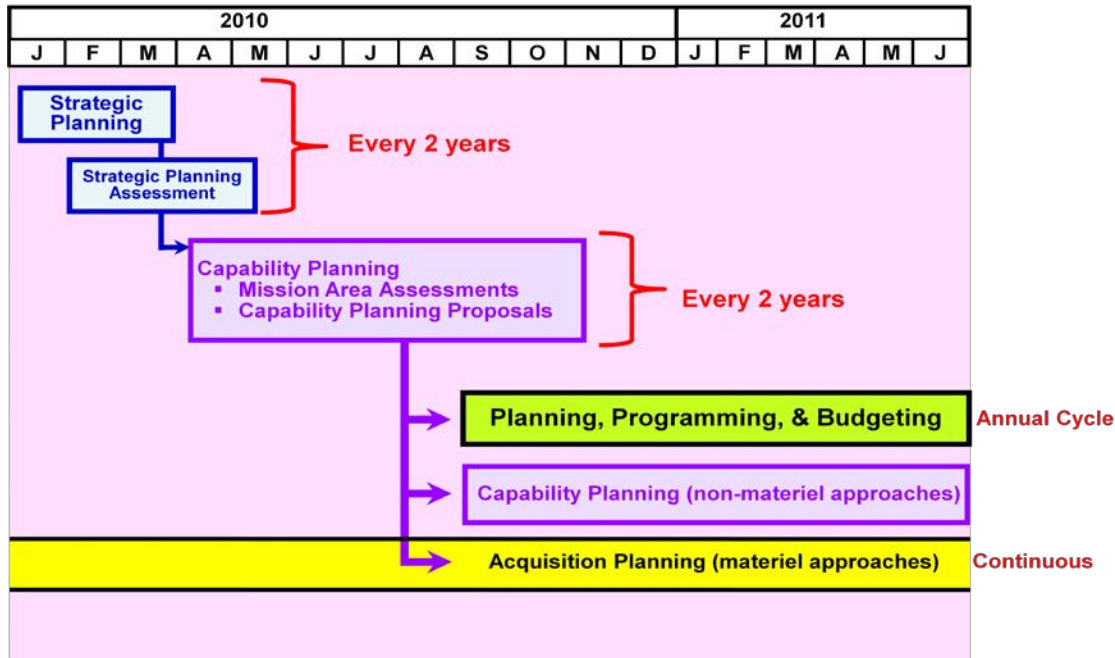 2010 2011
J F M A M J J A S O N D J F M A M J
Strategic
Planning
Every 2 years
Strategic Planning
Assessment
Capability Planning
▪ Mission Area Assessments
▪ Capability Planning Proposals
Every 2 years
Planning, Programming, & Budgeting Annual Cycle
Capability Planning (non-materiel approaches)
Acquisition Planning (materiel approaches) Continuous